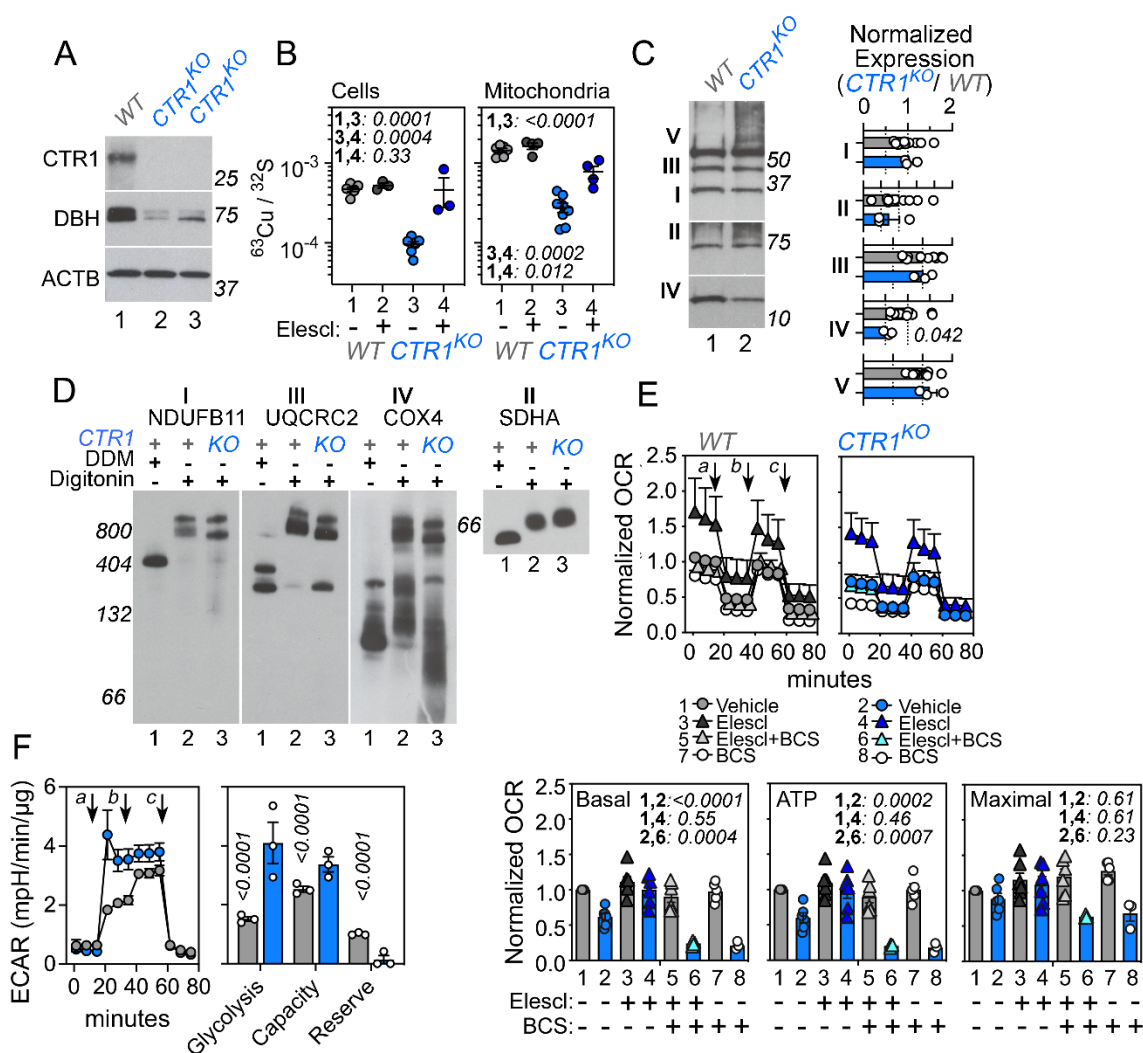 A
WT
CTR1KO
CTR1KO
CTR1
25
DBH
75
ACTB
37
1 2 3
B
Cells
Mitochondria
1,3: 0.0001
3,4: 0.0004
1,4: 0.33
1,3: <0.0001
3,4: 0.0002
1,4: 0.012
63Cu / 32S
10-3
10-4
1 2 3 4
1 2 3 4
Elescl: - + - + - + - +
WT CTR1KO WT CTR1KO
C
WT
CTR1KO
V
III
I
II
IV
50
37
75
10
1 2
Normalized
Expression
(CTR1KO/ WT)
0 1 2
I
II
III
IV
0.042
V
D
I
NDUFB11
III
UQCRC2
IV
COX4
II
SDHA
CTR1 + + KO + + KO + + KO + + KO
DDM + - - + - - + - - + - -
Digitonin - + + - + + - + + - + +
800
404
132
66
66
1 2 3
1 2 3
1 2 3
1 2 3
E
WT
CTR1KO
Normalized OCR
2.5
2.0
1.5
1.0
0.5
0.0
a b c
0 20 40 60 80
0 20 40 60 80
minutes
1 Vehicle
3 Elescl
5 Elescl+BCS
7 BCS
2 Vehicle
4 Elescl
6 Elescl+BCS
8 BCS
Basal
1,2: <0.0001
1,4: 0.55
2,6: 0.0004
ATP
1,2: 0.0002
1,4: 0.46
2,6: 0.0007
Maximal
1,2: 0.61
1,4: 0.61
2,6: 0.23
Normalized OCR
2.5
2.0
1.5
1.0
0.5
0.0
1 2 3 4 5 6 7 8
1 2 3 4 5 6 7 8
1 2 3 4 5 6 7 8
Elescl: - - + + + + - - - - + + + + - - - - + + + + - -
BCS: - - - - + + + + - - - - + + + + - - - - + + + +
F
ECAR (mpH/min/µg)
6
4
2
0
a b c
0 20 40 60 80
minutes
<0.0001
<0.0001
<0.0001
Glycolysis
Capacity
Reserve